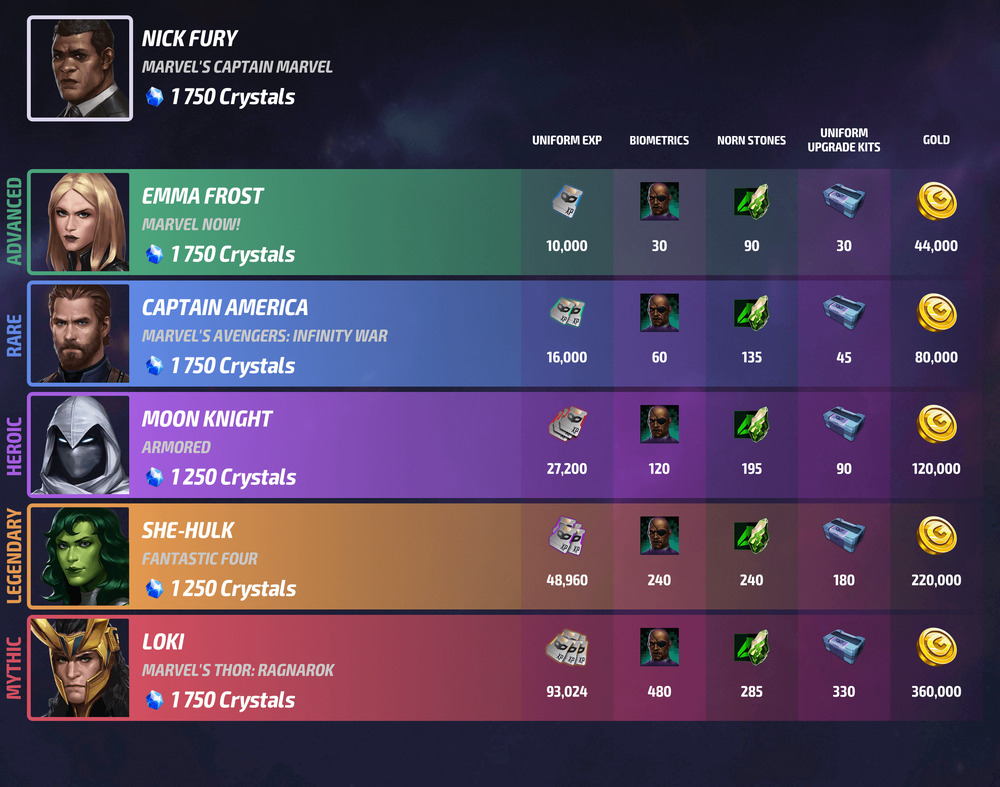 NICK FURY
MARVEL'S CAPTAIN MARVEL
1 750 Crystals
UNIFORM EXP
BIOMETRICS
NORN STONES
UNIFORM
UPGRADE KITS
GOLD
ADVANCED
EMMA FROST
MARVEL NOW!
1 750 Crystals
10,000 30 90 30 44,000
RARE
CAPTAIN AMERICA
MARVEL'S AVENGERS: INFINITY WAR
1 750 Crystals
16,000 60 135 45 80,000
HEROIC
MOON KNIGHT
ARMORED
1 250 Crystals
27,200 120 195 90 120,000
LEGENDARY
SHE-HULK
FANTASTIC FOUR
1 250 Crystals
48,960 240 240 180 220,000
MYTHIC
LOKI
MARVEL'S THOR: RAGNAROK
1 750 Crystals
93,024 480 285 330 360,000